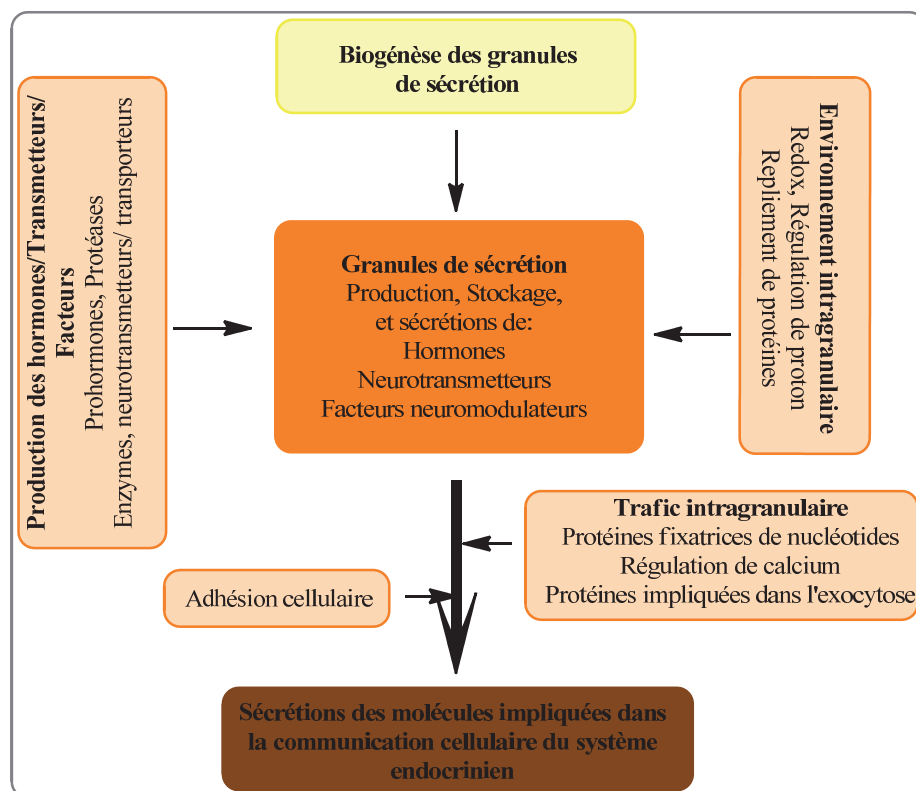 Biogénèse des granules
de sécrétion
Production des hormones/Transmetteurs/
Facteurs
Prohormones, Protéases
Enzymes, neurotransmetteurs/ transporteurs
Environnement intragranulaire
Redox, Régulation de proton
Repliement de protéines
Granules de sécrétion
Production, Stockage,
et sécrétions de:
Hormones
Neurotransmetteurs
Facteurs neuromodulateurs
Trafic intragranulaire
Protéines fixatrices de nucléotides
Régulation de calcium
Protéines impliquées dans l'exocytose
Adhésion cellulaire
Sécrétions des molécules impliquées dans
la communication cellulaire du système
endocrinien